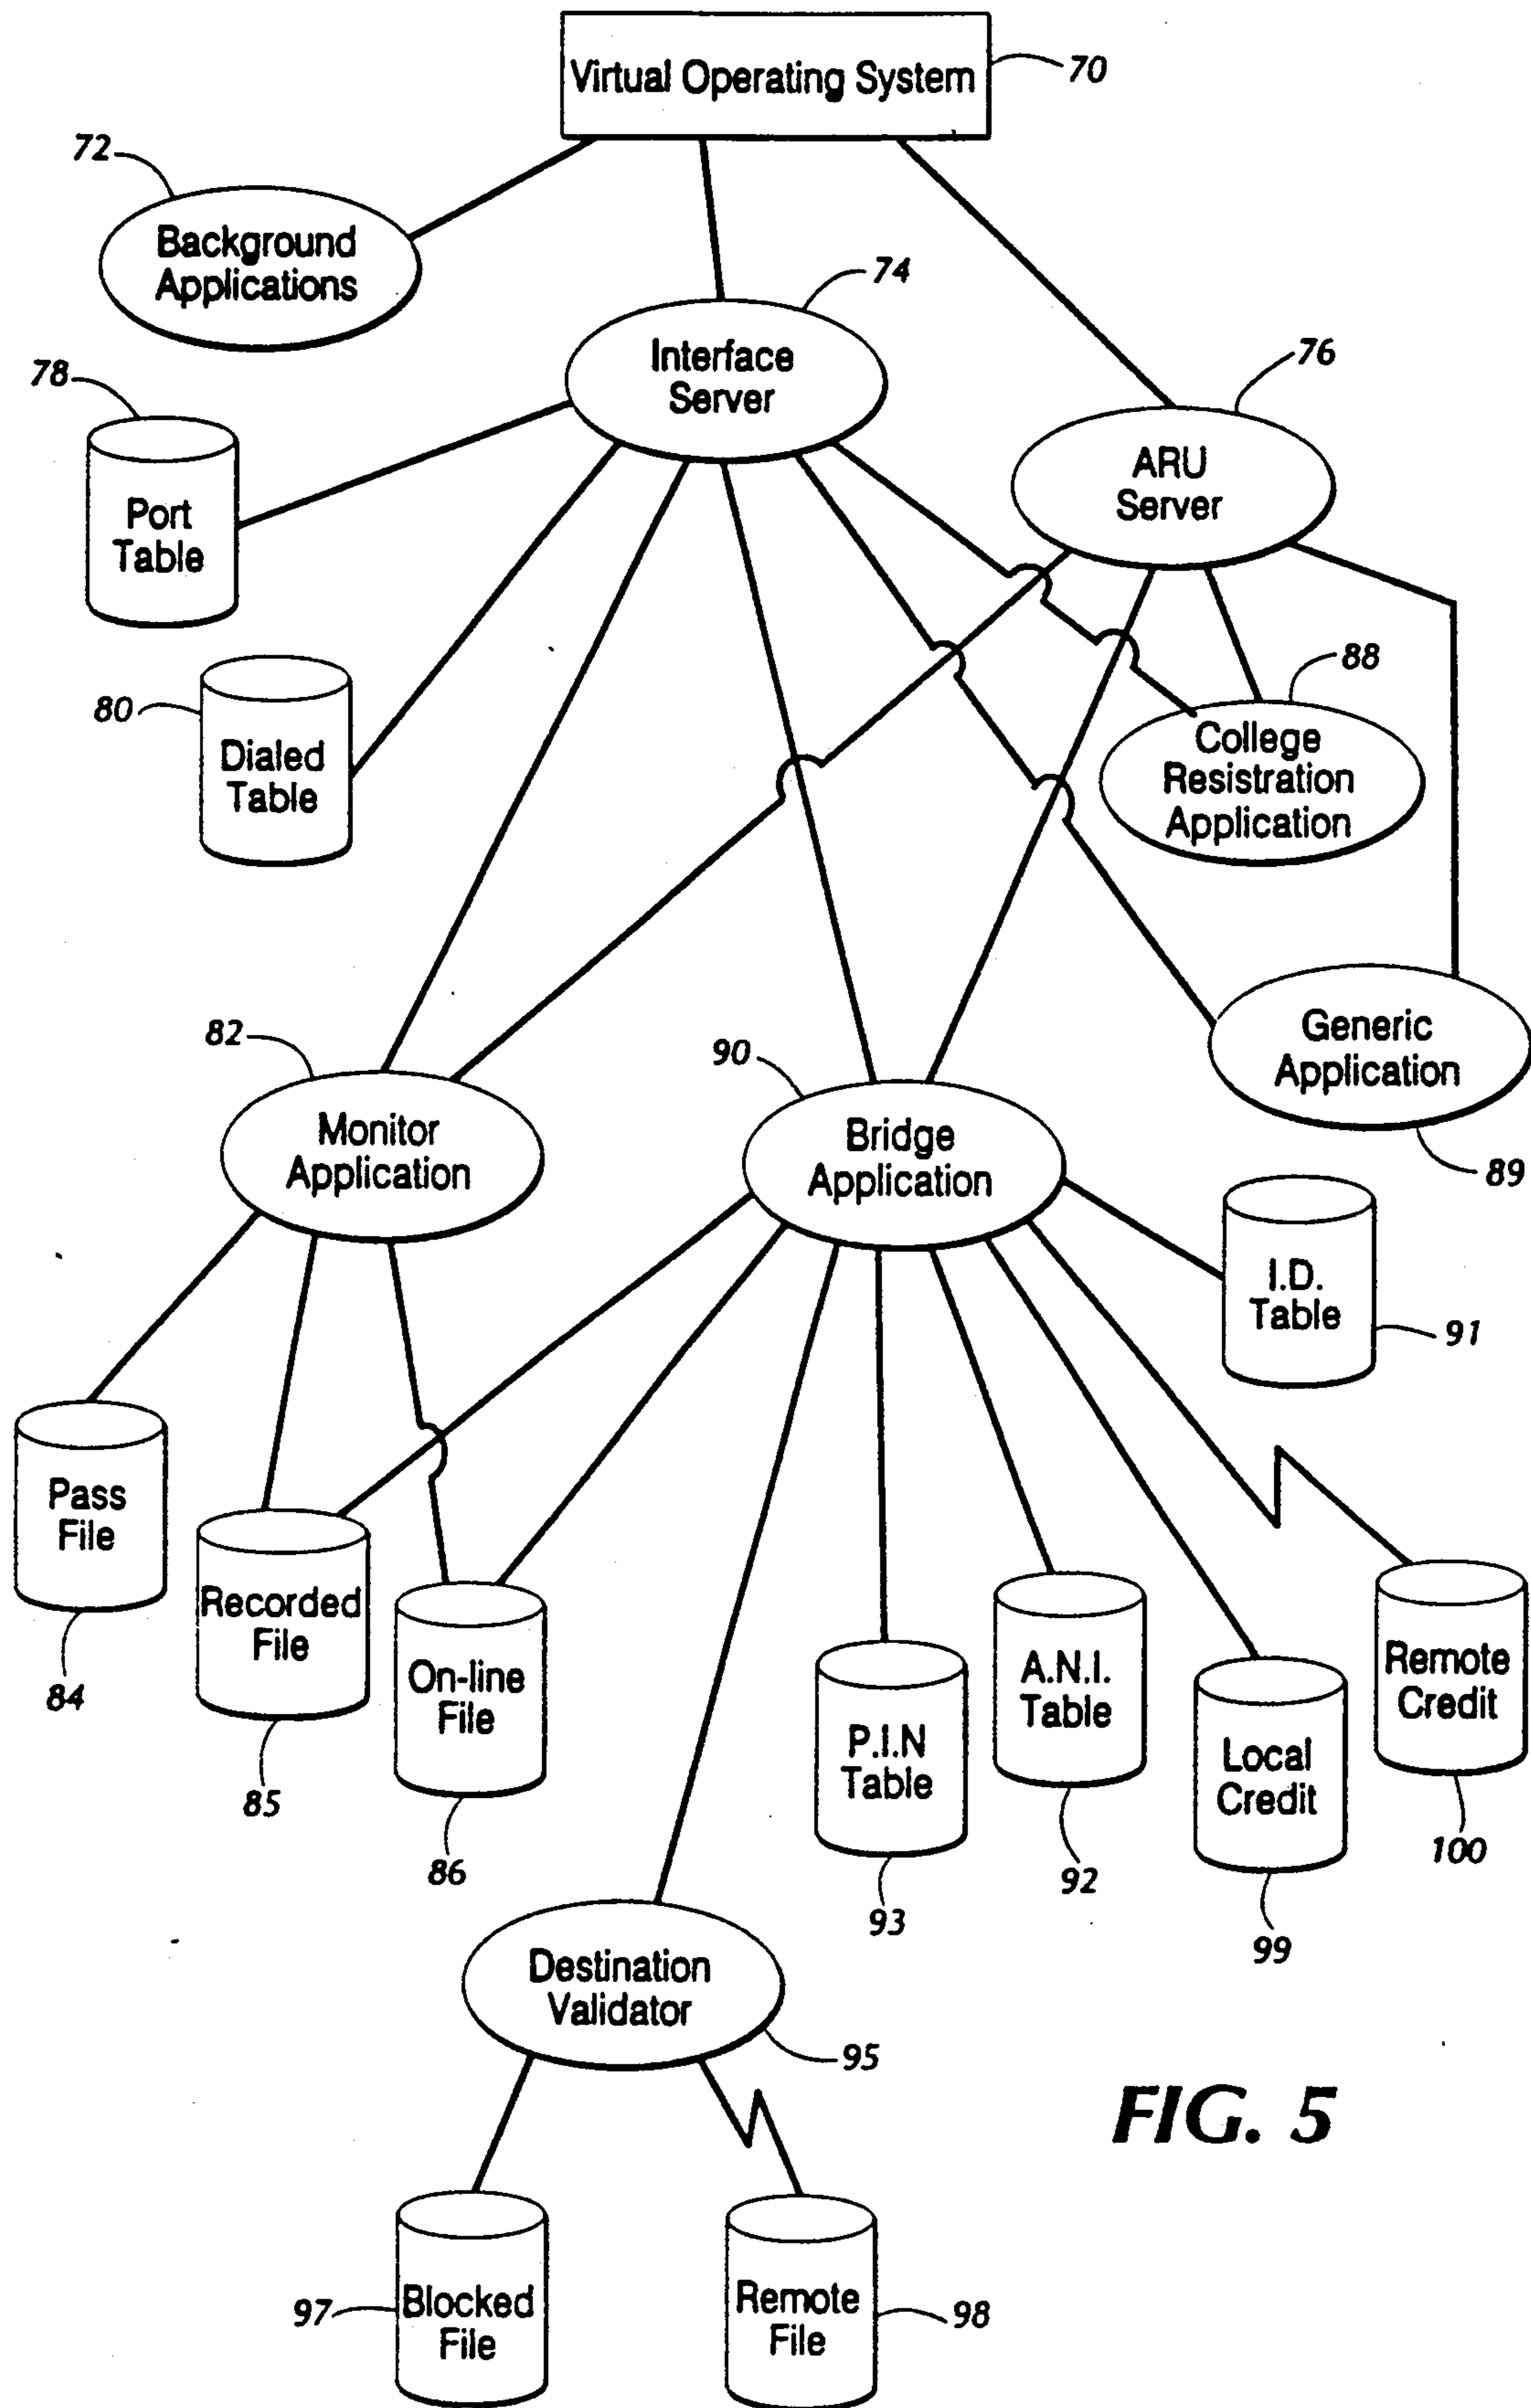 Virtual Operating System
70
72
Background
Applications
74
Interface
Server
76
ARU
Server
78
Port
Table
80
Dialed
Table
88
College
Resistration
Application
82
Monitor
Application
90
Bridge
Application
Generic
Application
89
I.D.
Table
91
Pass
File
84
Recorded
File
85
On-line
File
86
P.I.N
Table
93
A.N.I.
Table
92
Local
Credit
99
Remote
Credit
100
Destination
Validator
95
FIG. 5
97
Blocked
File
Remote
File
98